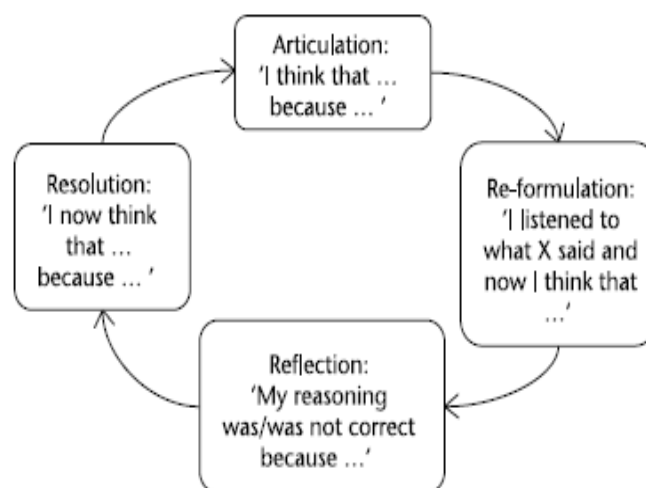 Articulation:
‘I think that …
because … ’
Re-formulation:
‘I listened to
what X said and
now I think that
…’
Reflection:
‘My reasoning
was/was not correct
because …’
Resolution:
‘I now think
that …
because … ’